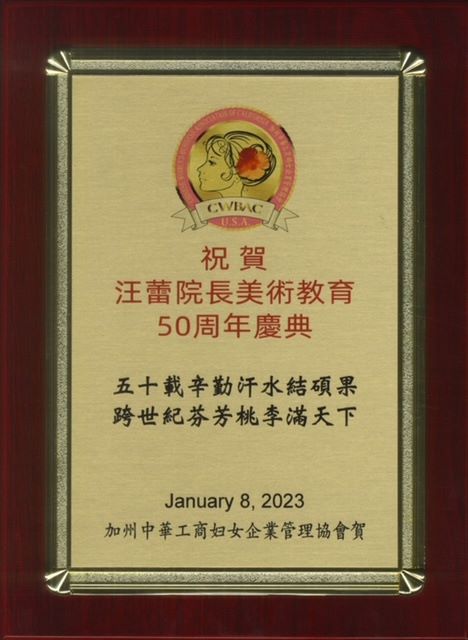 CWBAC
U.S.A.
祝賀
汪蕾院長美術教育
50周年慶典
五十載辛勤汗水結碩果
跨世紀芬芳桃李滿天下
January 8, 2023
加州中華工商妇女企業管理協會賀